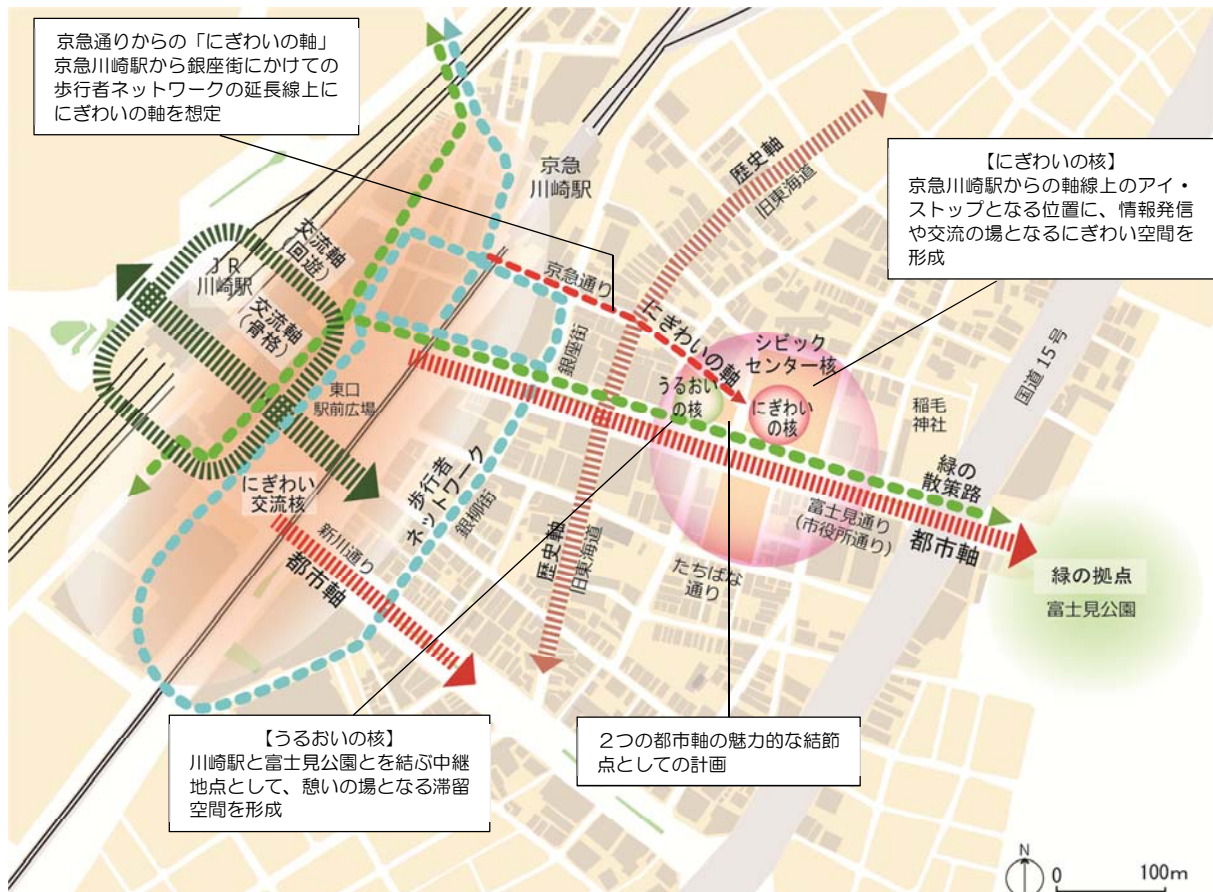 京急通りからの「にぎわいの軸」
京急川崎駅から銀座街にかけての
歩行者ネットワークの延長線上に
にぎわいの軸を想定
京急
川崎駅
歴史軸
旧東海道
【にぎわいの核】
京急川崎駅からの軸線上のアイ・
ストップとなる位置に、情報発信
や交流の場となるにぎわい空間を
形成
交流軸
(回遊)
JR
川崎駅
交流軸
(骨格)
東口
駅前広場
京急通り
にぎわいの軸
銀座街
シビック
センター核
うるおい
の核
にぎわい
の核
稲毛
神社
国道15号
にぎわい
交流核
歩行者
ネットワーク
銀柳街
新川通り
都市軸
歴史軸
旧東海道
たちばな
通り
富士見通り
(市役所通り)
緑の
散策路
都市軸
緑の拠点
富士見公園
【うるおいの核】
川崎駅と富士見公園とを結ぶ中継
地点として、憩いの場となる滞留
空間を形成
2つの都市軸の魅力的な結節
点としての計画
N
0 100m